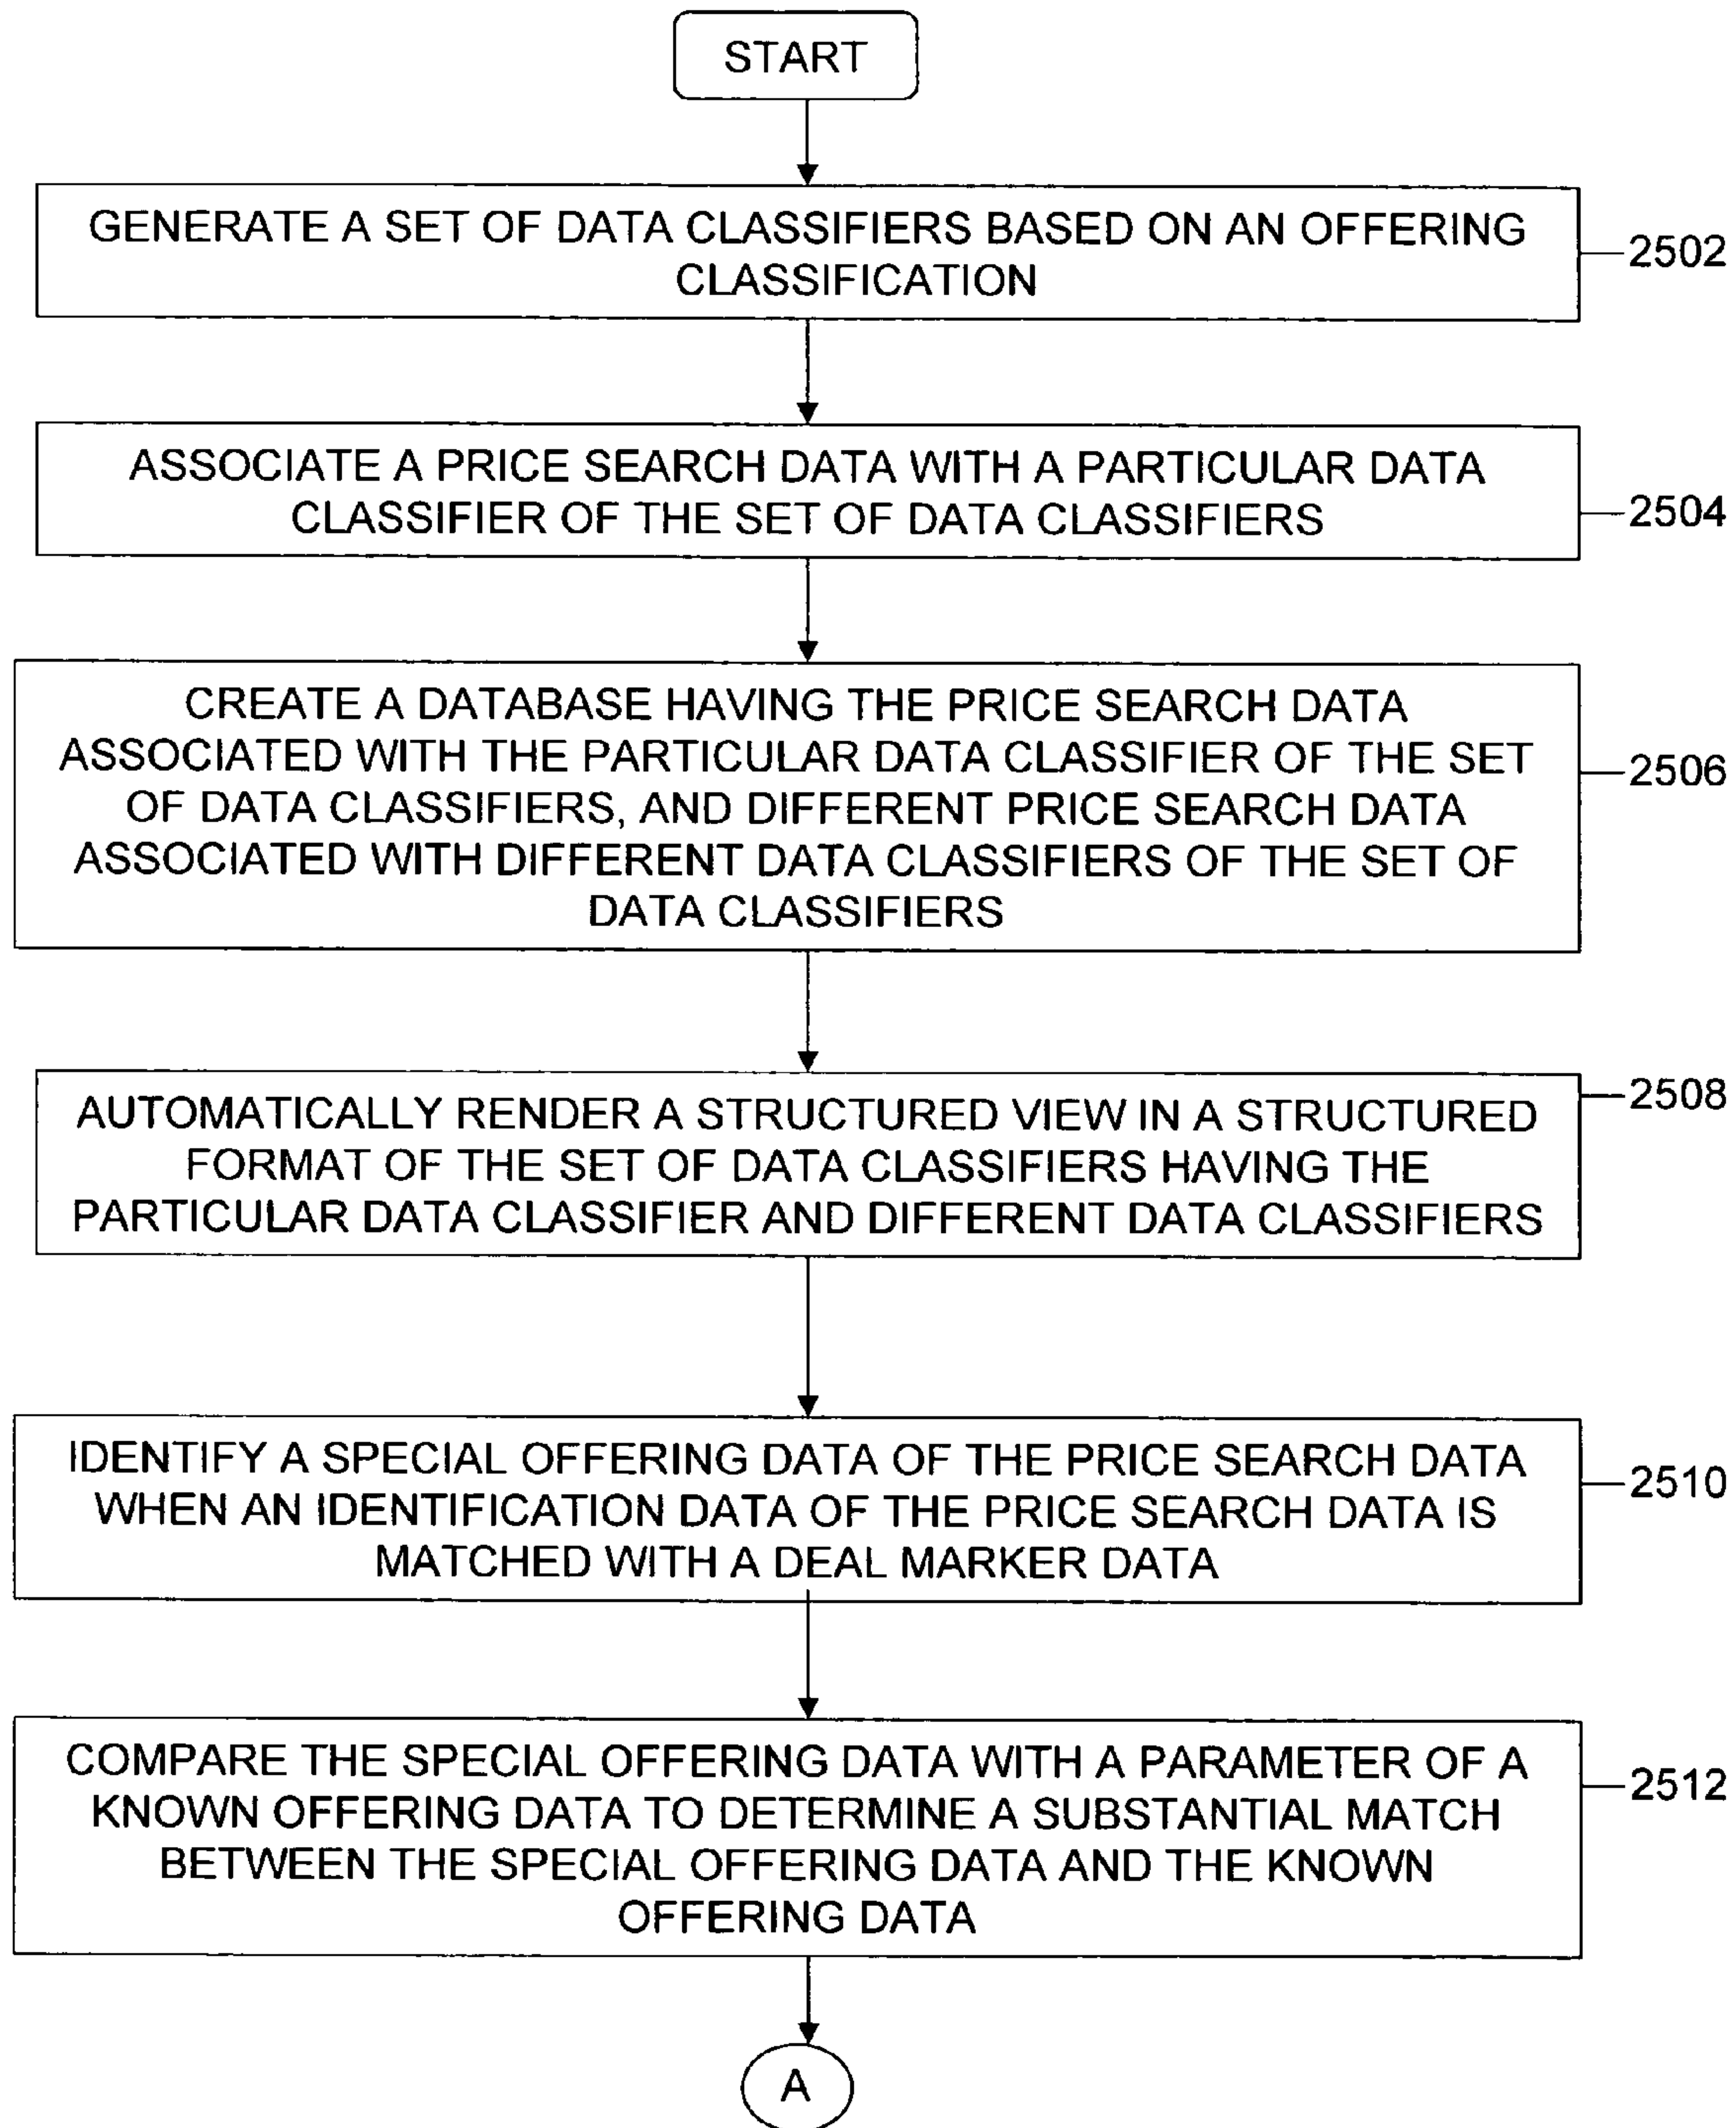 START
GENERATE A SET OF DATA CLASSIFIERS BASED ON AN OFFERING
CLASSIFICATION
2502
ASSOCIATE A PRICE SEARCH DATA WITH A PARTICULAR DATA
CLASSIFIER OF THE SET OF DATA CLASSIFIERS
2504
CREATE A DATABASE HAVING THE PRICE SEARCH DATA
ASSOCIATED WITH THE PARTICULAR DATA CLASSIFIER OF THE SET
OF DATA CLASSIFIERS, AND DIFFERENT PRICE SEARCH DATA
ASSOCIATED WITH DIFFERENT DATA CLASSIFIERS OF THE SET OF
DATA CLASSIFIERS
2506
AUTOMATICALLY RENDER A STRUCTURED VIEW IN A STRUCTURED
FORMAT OF THE SET OF DATA CLASSIFIERS HAVING THE
PARTICULAR DATA CLASSIFIER AND DIFFERENT DATA CLASSIFIERS
2508
IDENTIFY A SPECIAL OFFERING DATA OF THE PRICE SEARCH DATA
WHEN AN IDENTIFICATION DATA OF THE PRICE SEARCH DATA IS
MATCHED WITH A DEAL MARKER DATA
2510
COMPARE THE SPECIAL OFFERING DATA WITH A PARAMETER OF A
KNOWN OFFERING DATA TO DETERMINE A SUBSTANTIAL MATCH
BETWEEN THE SPECIAL OFFERING DATA AND THE KNOWN
OFFERING DATA
2512
A